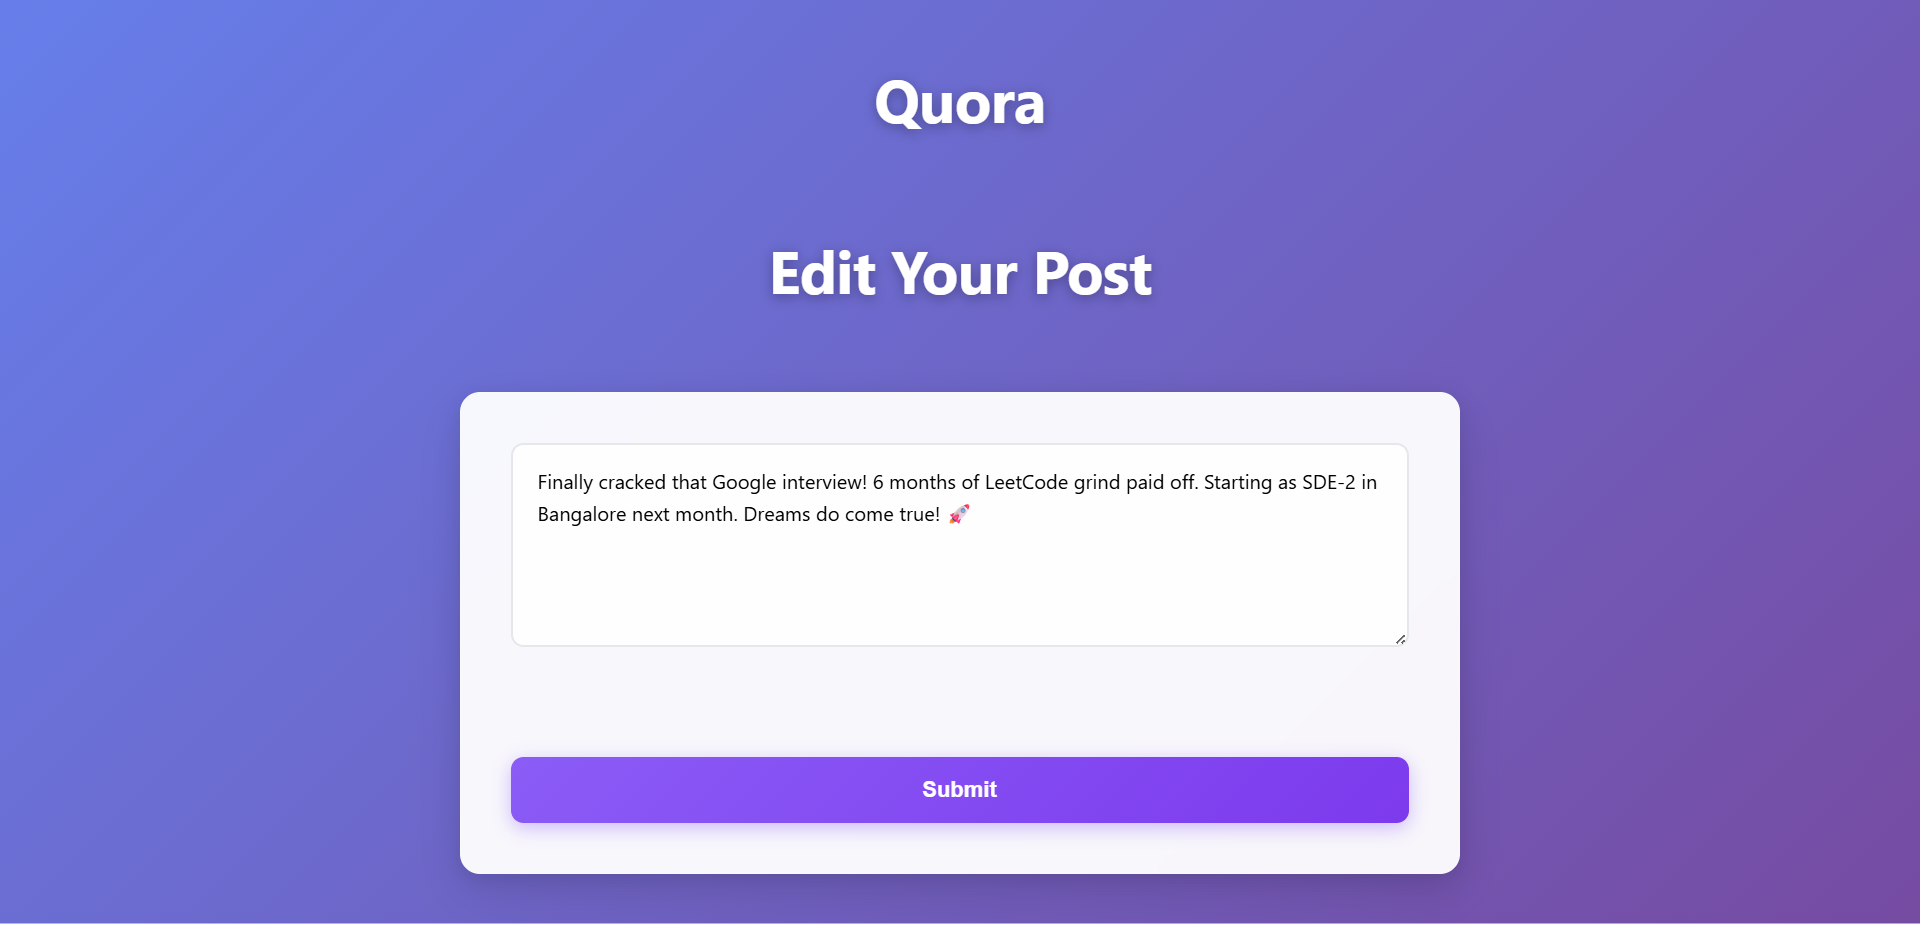 Quora
Edit Your Post
Finally cracked that Google interview! 6 months of LeetCode grind paid off. Starting as SDE-2 in
Bangalore next month. Dreams do come true! 🚀
Submit